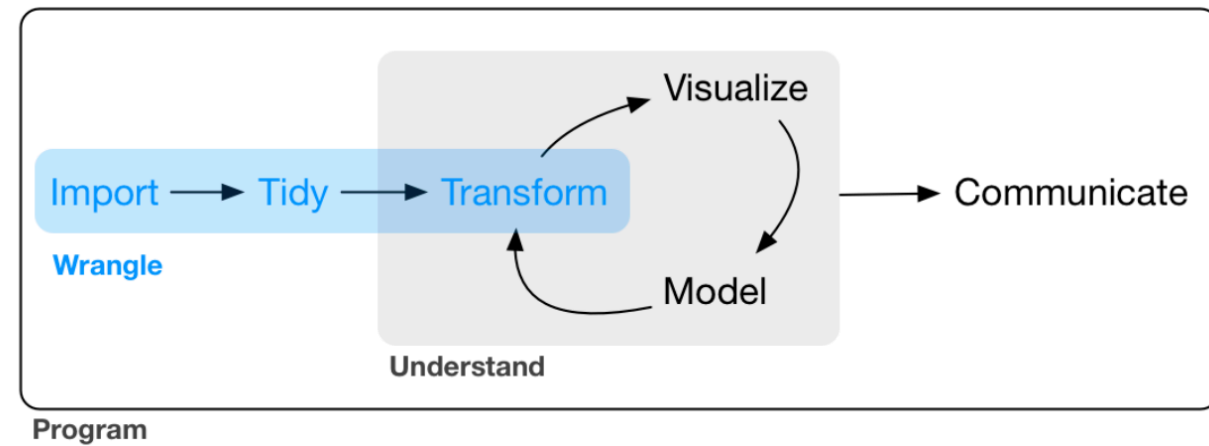 Visualize
Import Tidy Transform Communicate
Wrangle
Model
Understand
Program